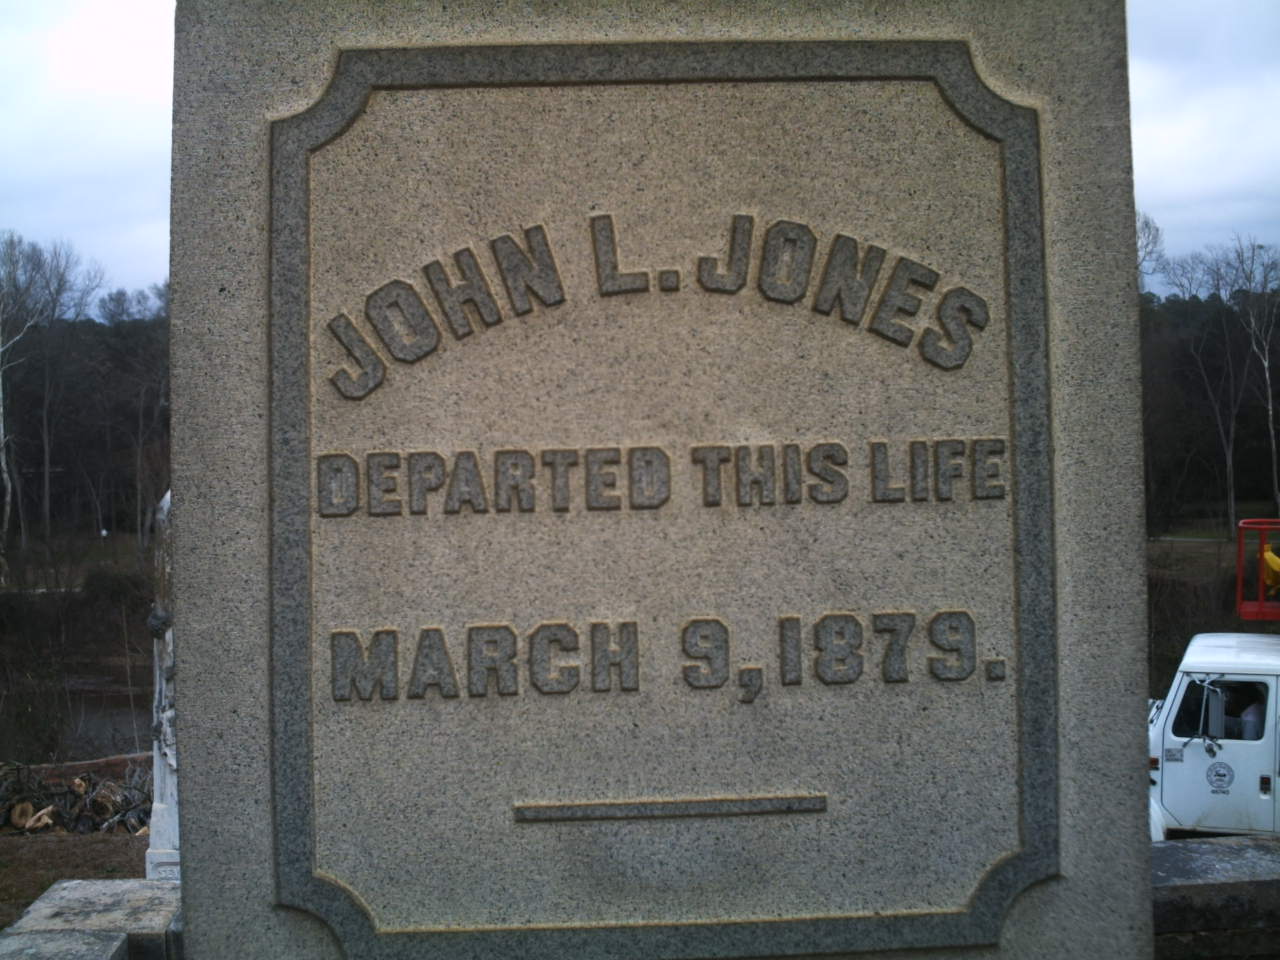 JOHN L. JONES
DEPARTED THIS LIFE
MARCH 9, 1879.